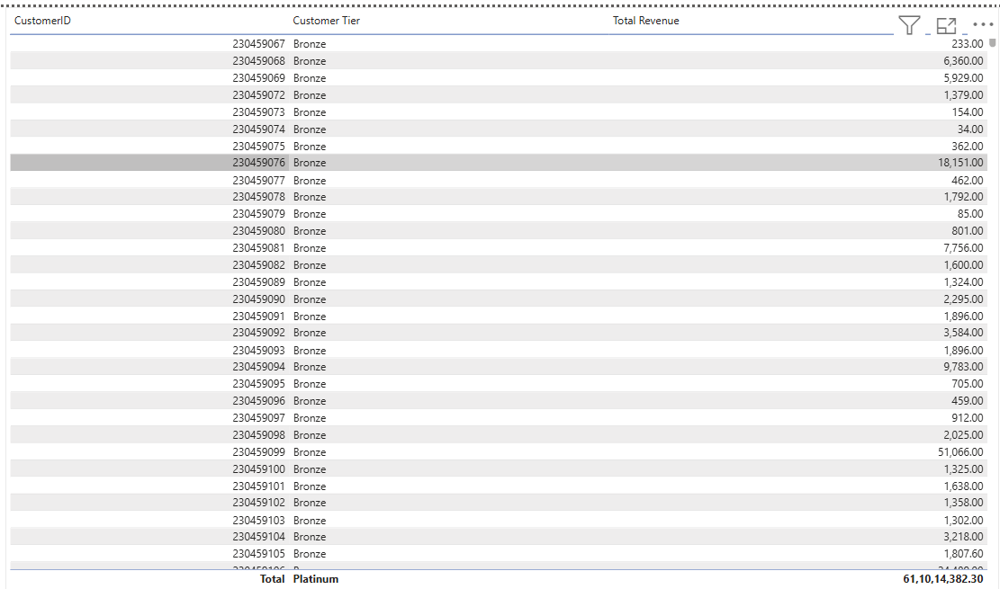 CustomerID Customer Tier Total Revenue
230459067 Bronze 233.00
230459068 Bronze 6,360.00
230459069 Bronze 5,929.00
230459072 Bronze 1,379.00
230459073 Bronze 154.00
230459074 Bronze 34.00
230459075 Bronze 362.00
230459076 Bronze 18,151.00
230459077 Bronze 462.00
230459078 Bronze 1,792.00
230459079 Bronze 85.00
230459080 Bronze 801.00
230459081 Bronze 7,756.00
230459082 Bronze 1,600.00
230459089 Bronze 1,324.00
230459090 Bronze 2,295.00
230459091 Bronze 1,896.00
230459092 Bronze 3,584.00
230459093 Bronze 1,896.00
230459094 Bronze 9,783.00
230459095 Bronze 705.00
230459096 Bronze 459.00
230459097 Bronze 912.00
230459098 Bronze 2,025.00
230459099 Bronze 51,066.00
230459100 Bronze 1,325.00
230459101 Bronze 1,638.00
230459102 Bronze 1,358.00
230459103 Bronze 1,302.00
230459104 Bronze 3,218.00
230459105 Bronze 1,807.60
Total Platinum 61,10,14,382.30